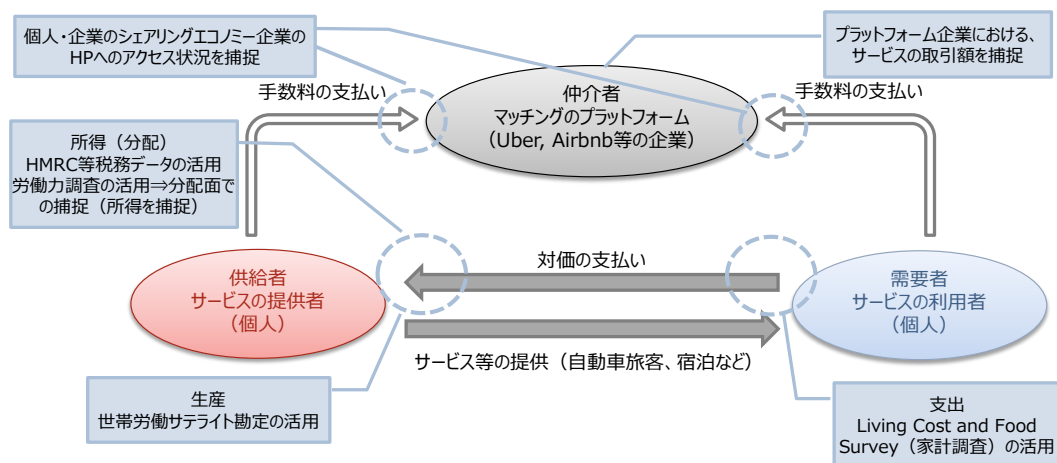 個人・企業のシェアリングエコノミー企業の
HPへのアクセス状況を捕捉
プラットフォーム企業における、
サービスの取引額を捕捉
手数料の支払い
仲介者
マッチングのプラットフォーム
（Uber, Airbnb等の企業）
手数料の支払い
所得（分配）
HMRC等税務データの活用
労働力調査の活用⇒分配面で
の捕捉（所得を捕捉）
供給者
サービスの提供者
（個人）
対価の支払い
需要者
サービスの利用者
（個人）
サービス等の提供（自動車旅客、宿泊など）
生産
世帯労働サテライト勘定の活用
支出
Living Cost and Food
Survey（家計調査）の活用